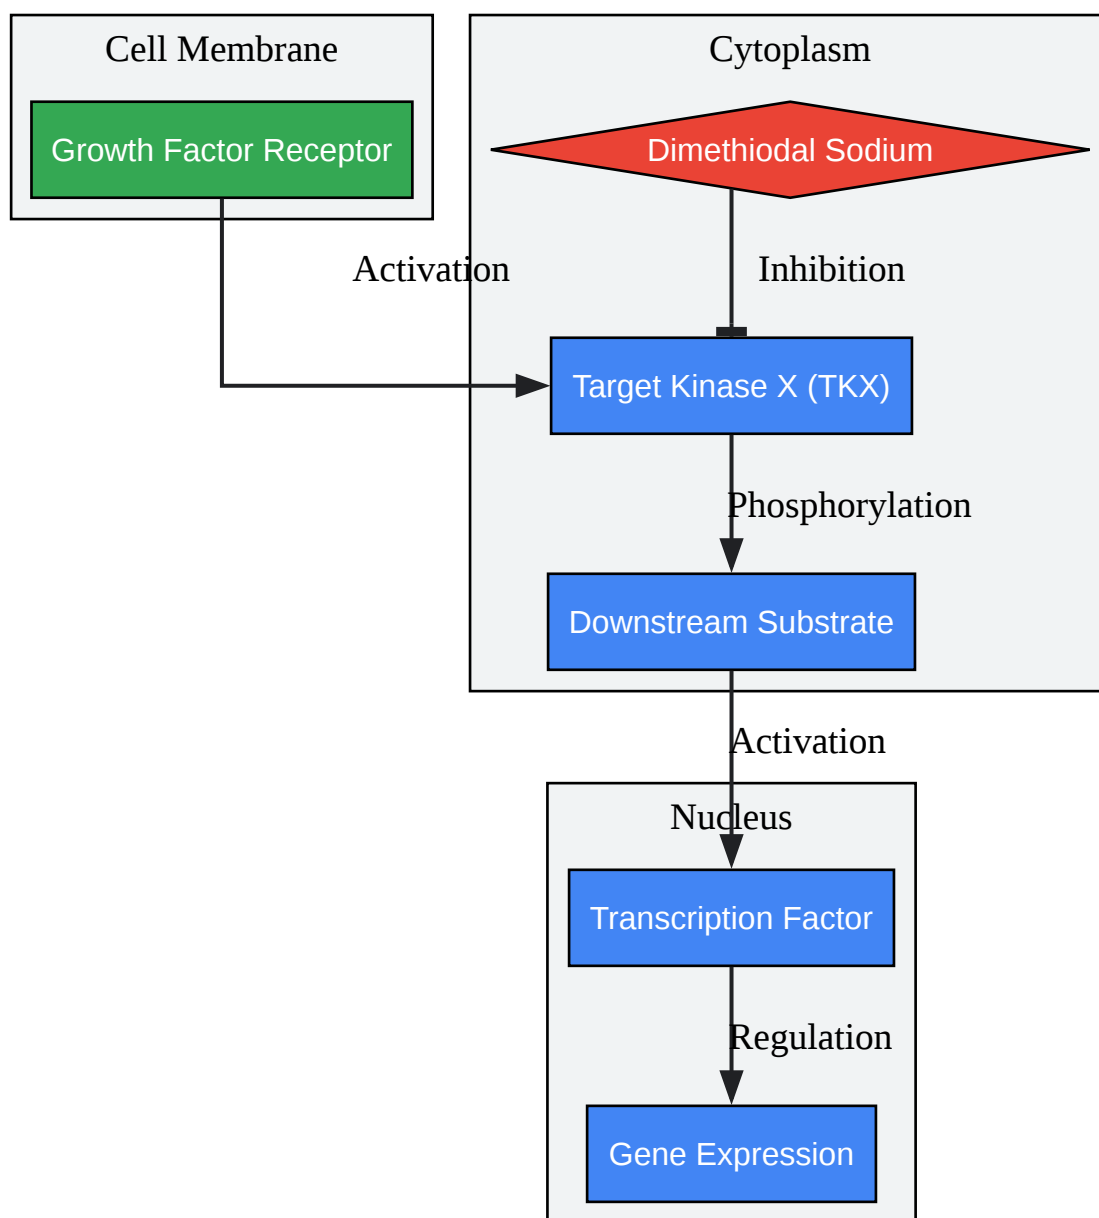 Cell Membrane
Growth Factor Receptor
Cytoplasm
Dimethiodal Sodium
Activation
Inhibition
Target Kinase X (TKX)
Phosphorylation
Downstream Substrate
Activation
Nucleus
Transcription Factor
Regulation
Gene Expression